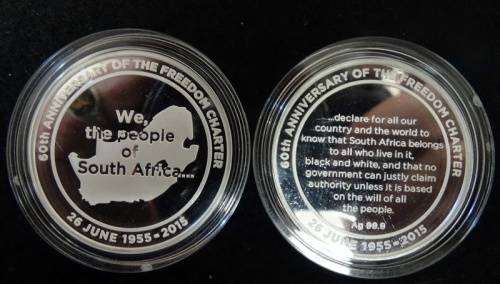 60th ANNIVERSARY OF THE FREEDOM CHARTER
We,
the people
of
South Africa...
26 JUNE 1955-2015
60th ANNIVERSARY OF THE FREEDOM CHARTER
...declare for all our
country and the world to
know that South Africa belongs
to all who live in it,
black and white, and that no
government can justly claim
authority unless it is based
on the will of all
the people.
Ag 99.9
26 JUNE 1955-2015